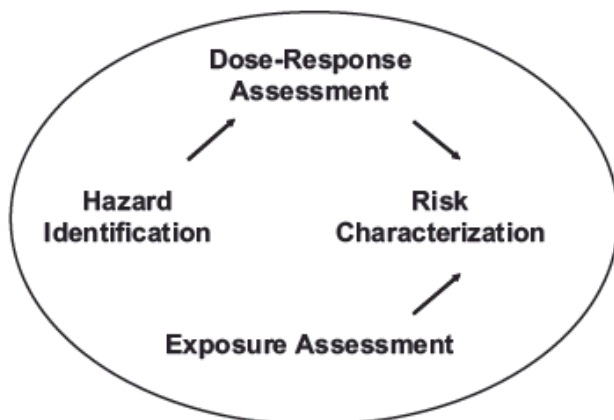 Dose-Response
Assessment
Hazard
Identification
Risk
Characterization
Exposure Assessment